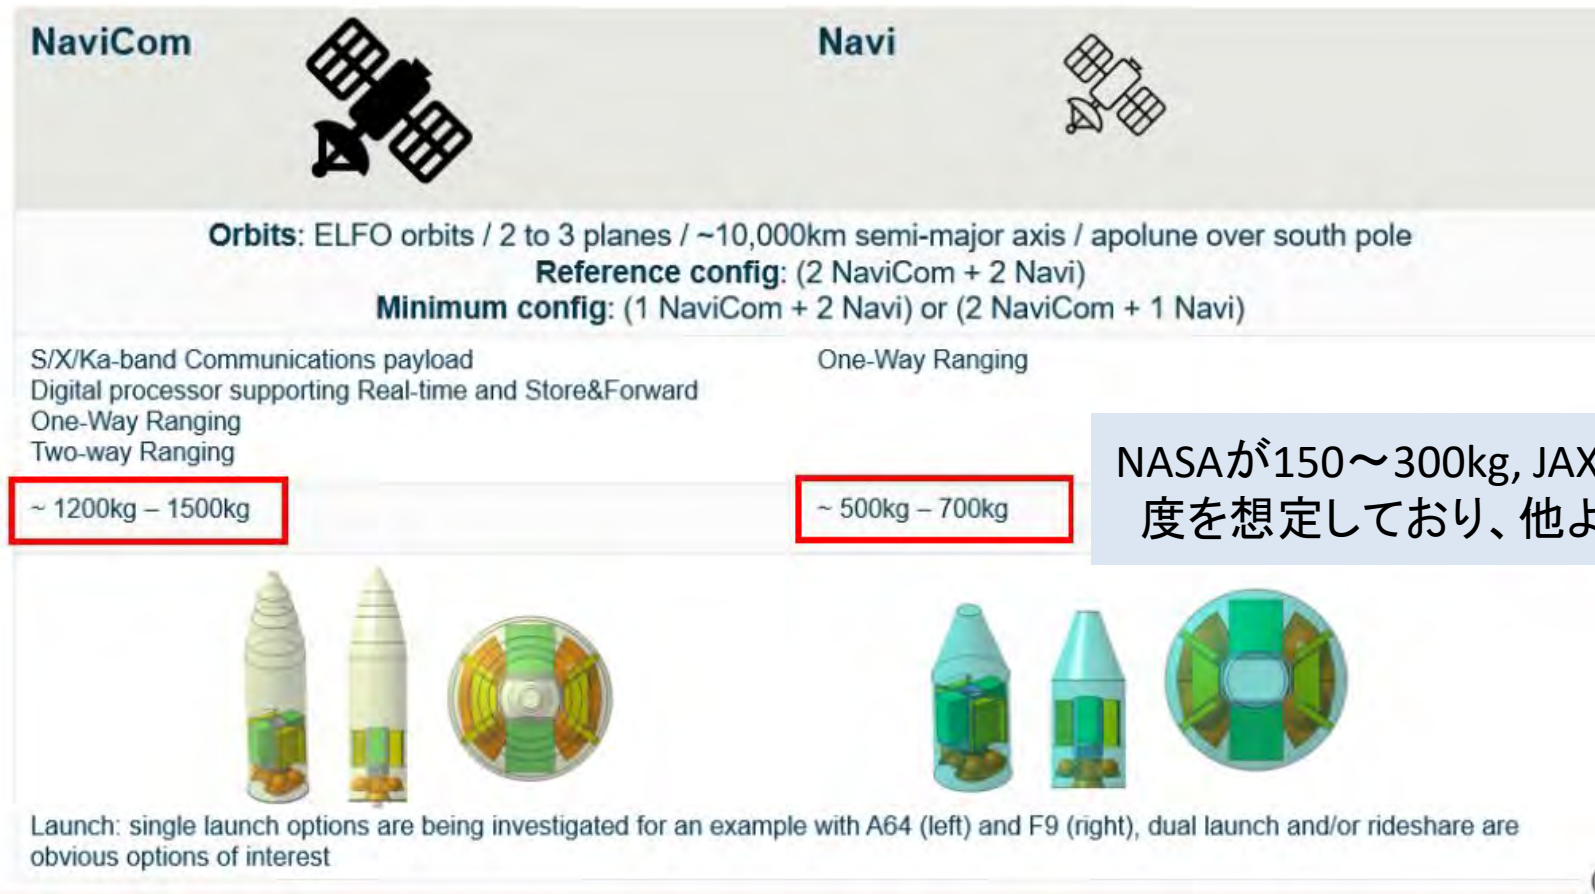 NaviCom
Navi
Orbits: ELFO orbits / 2 to 3 planes / ~10,000km semi-major axis / apolune over south pole
Reference config: (2 NaviCom + 2 Navi)
Minimum config: (1 NaviCom + 2 Navi) or (2 NaviCom + 1 Navi)
S/X/Ka-band Communications payload
Digital processor supporting Real-time and Store&Forward
One-Way Ranging
Two-way Ranging
One-Way Ranging
~ 1200kg – 1500kg
~ 500kg – 700kg
NASAが150～300kg, JAX
度を想定しており、他よ
Launch: single launch options are being investigated for an example with A64 (left) and F9 (right), dual launch and/or rideshare are
obvious options of interest